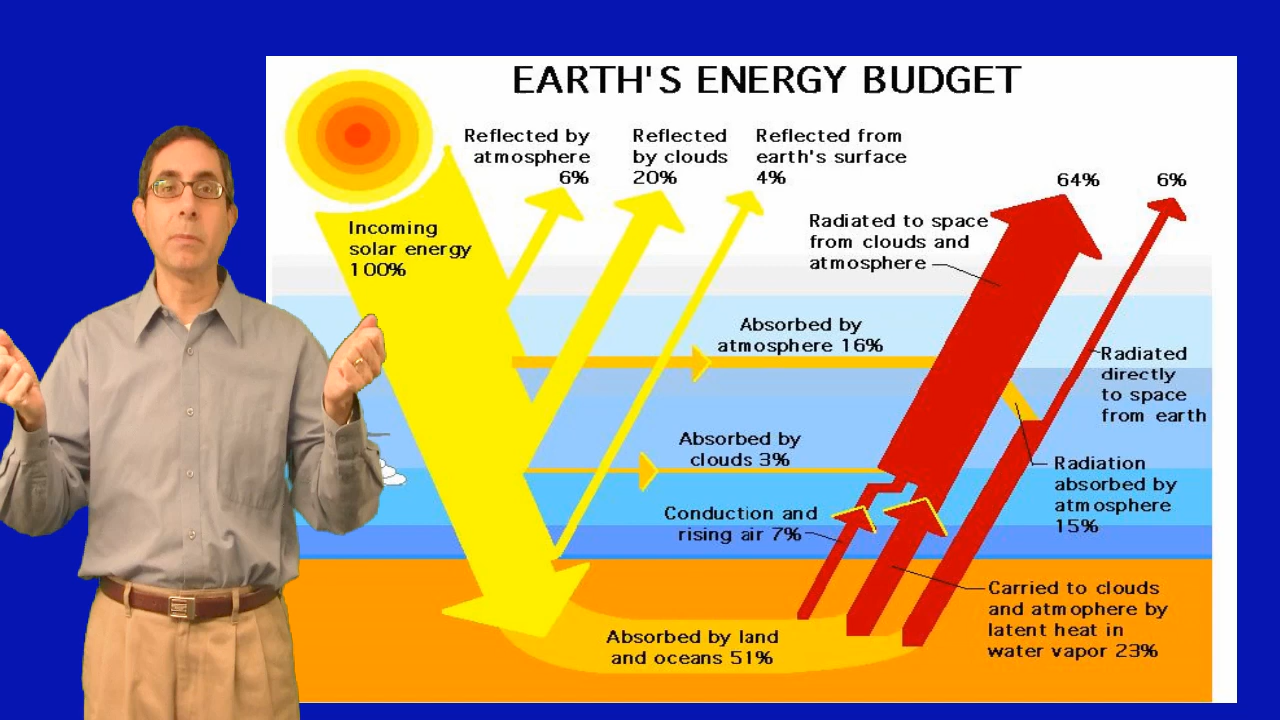 EARTH'S ENERGY BUDGET
Reflected by
atmosphere
6%
Reflected
by clouds
20%
Reflected from
earth's surface
4%
64%
6%
Incoming
solar energy
100%
Radiated to space
from clouds and
atmosphere
Absorbed by
atmosphere 16%
Radiated
directly
to space
from earth
Absorbed by
clouds 3%
Radiation
absorbed by
atmosphere
15%
Conduction and
rising air 7%
Carried to clouds
and atmophere by
latent heat in
water vapor 23%
Absorbed by land
and oceans 51%